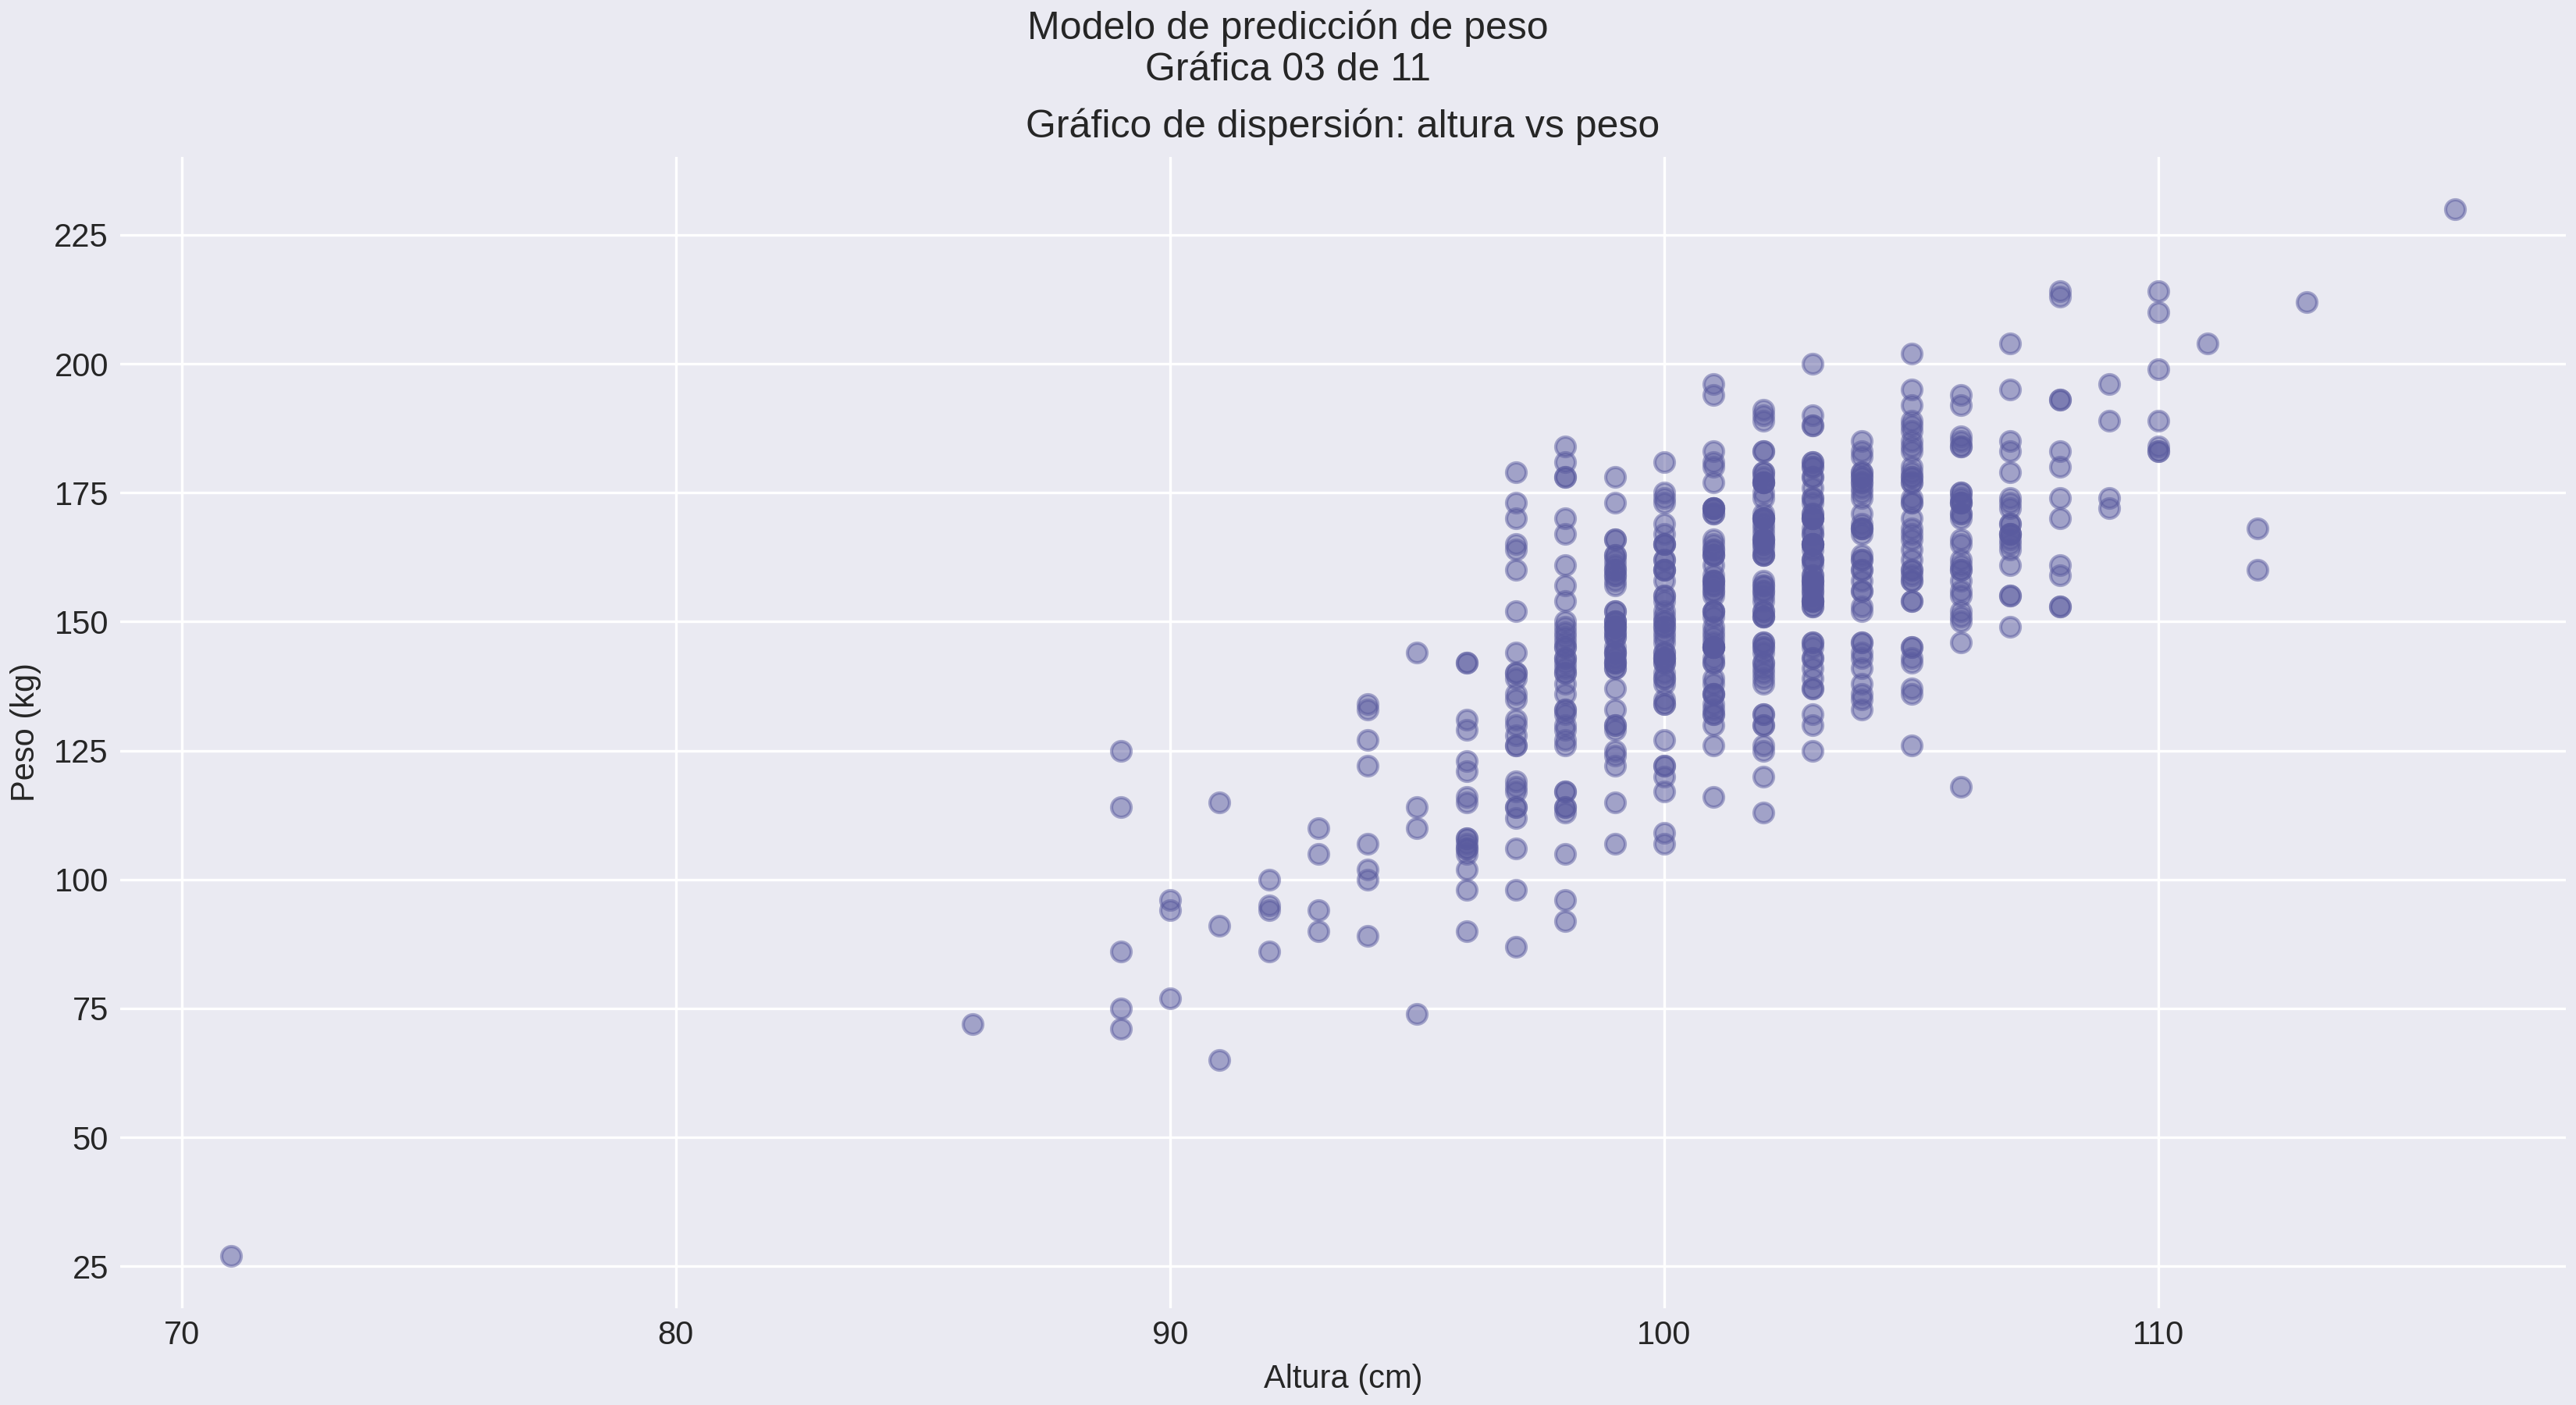 Modelo de predicción de peso
Gráfica 03 de 11
Gráfico de dispersión: altura vs peso
225
200
175
150
125
100
75
50
25
Peso (kg)
70
80
90
100
110
Altura (cm)